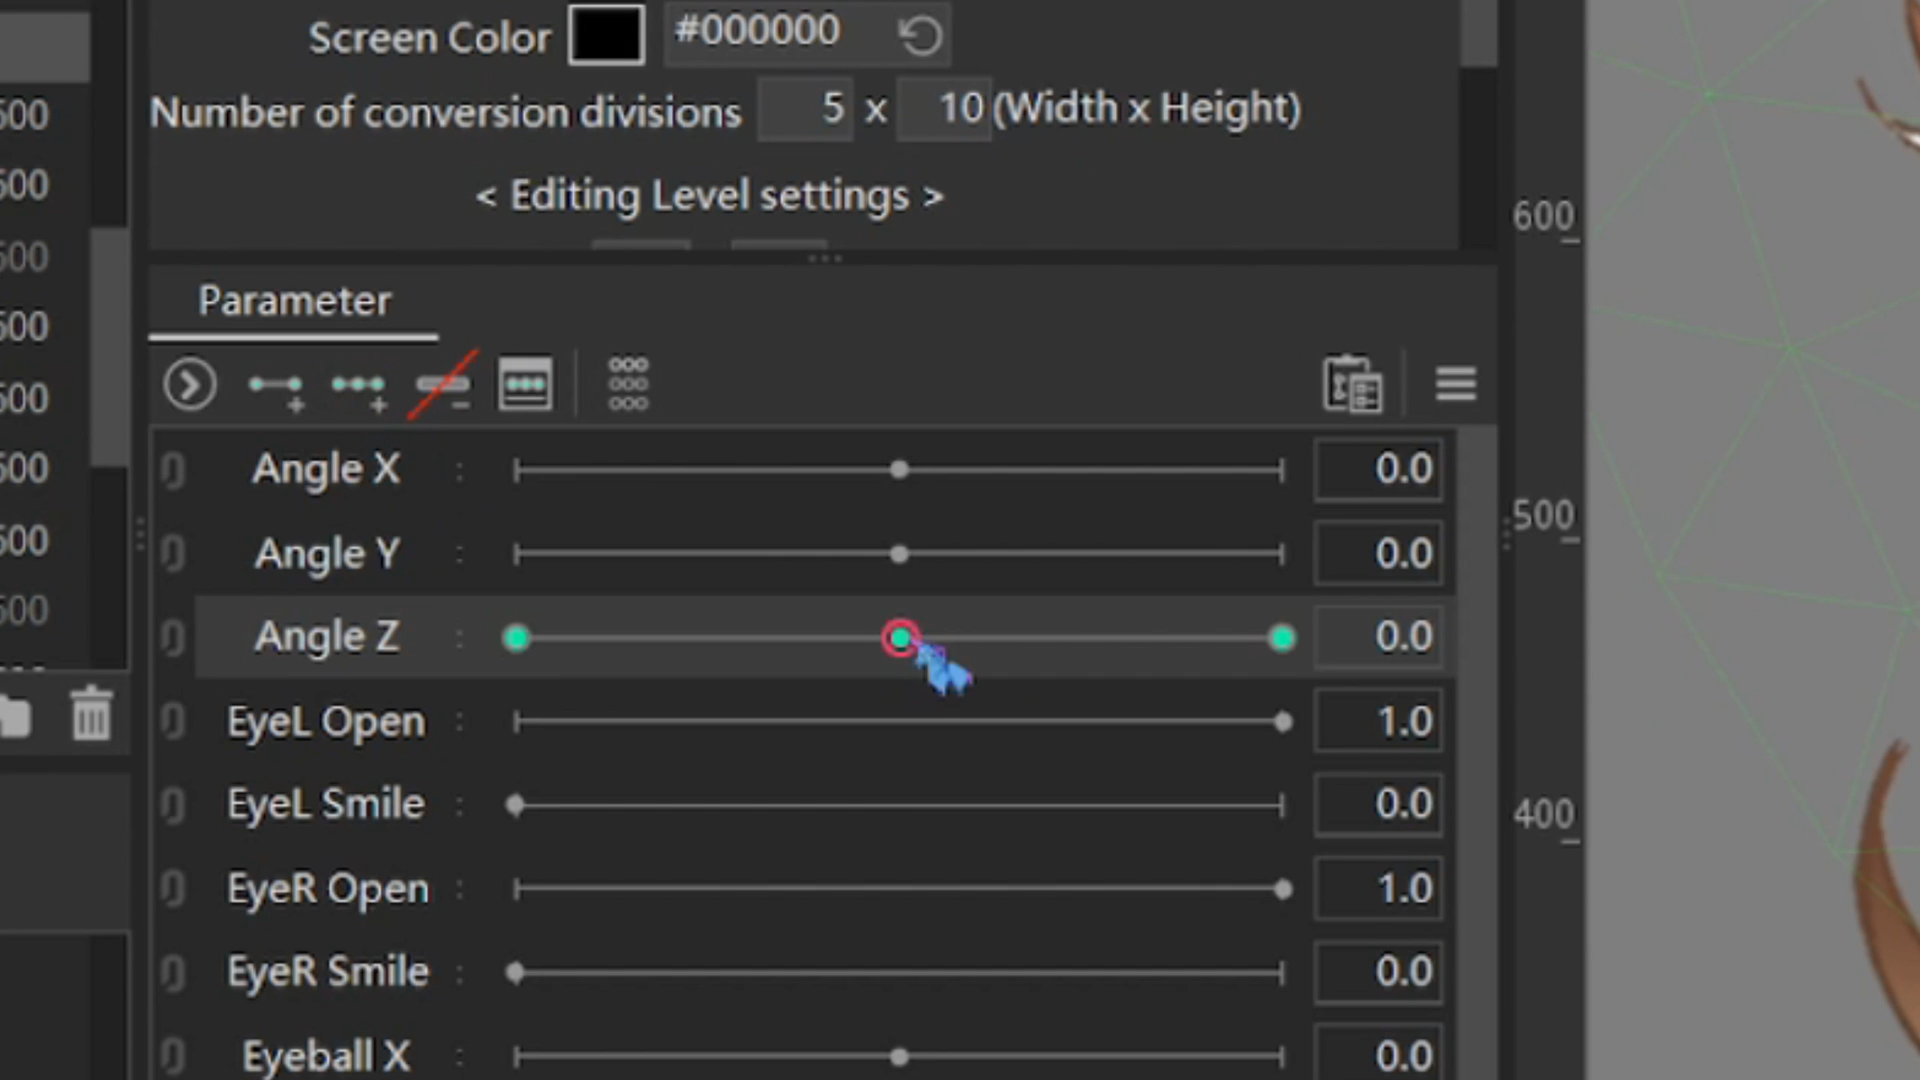 Screen Color #000000
Number of conversion divisions 5 x 10 (Width x Height)
< Editing Level settings >
Parameter
Angle X : 0.0
Angle Y : 0.0
Angle Z : 0.0
EyeL Open : 1.0
EyeL Smile : 0.0
EyeR Open : 1.0
EyeR Smile : 0.0
Eyeball X : 0.0
600
500
400